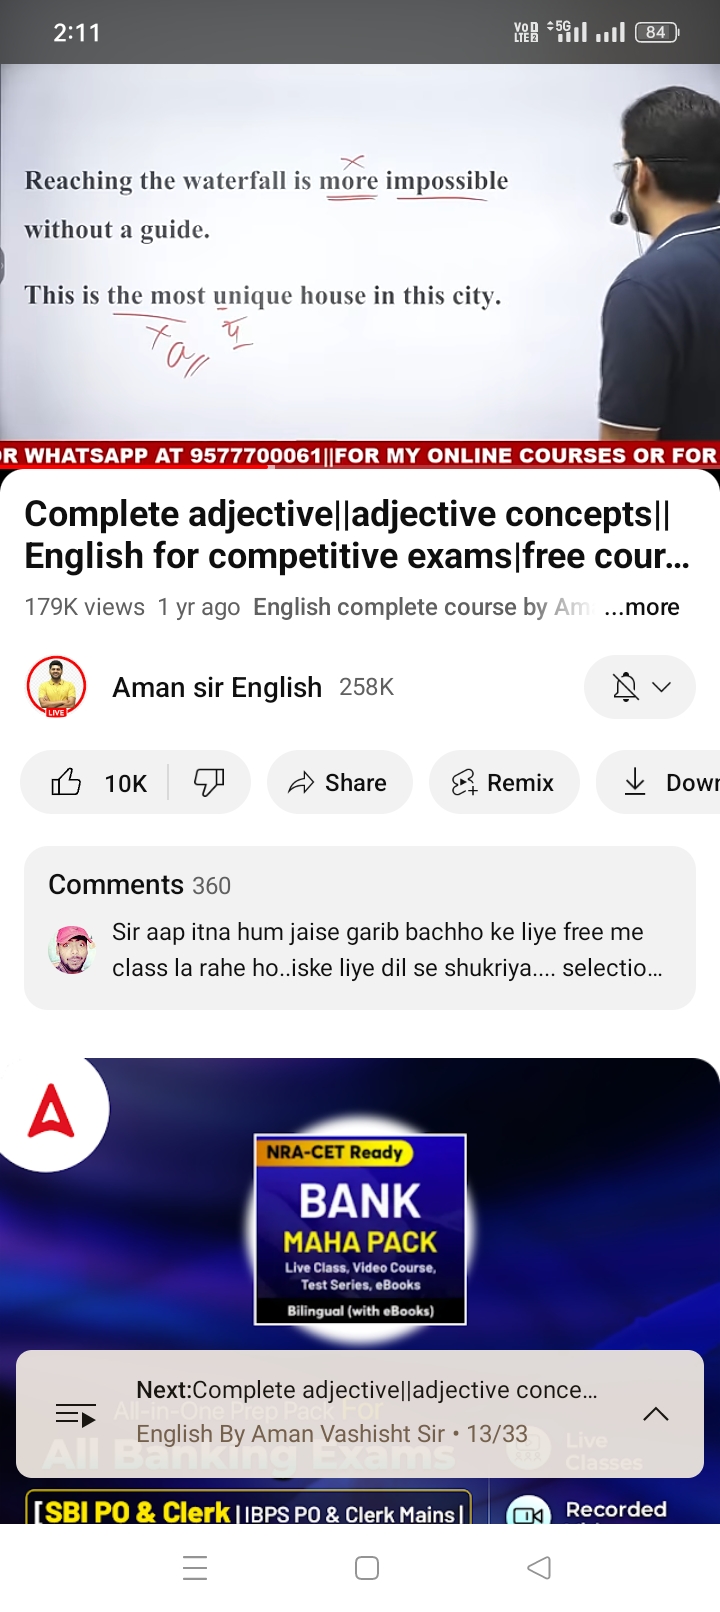 2:11
VoD LTE2 5G 84
Reaching the waterfall is more impossible
without a guide.
This is the most unique house in this city.
a
यू
OR WHATSAPP AT 9577700061||FOR MY ONLINE COURSES OR FOR
Complete adjective||adjective concepts||
English for competitive exams|free cour...
179K views 1 yr ago English complete course by Am ...more
LIVE
Aman sir English 258K
10K Share Remix Down
Comments 360
Sir aap itna hum jaise garib bachho ke liye free me
class la rahe ho..iske liye dil se shukriya.... selectio...
A
NRA-CET Ready
BANK
MAHA PACK
Live Class, Video Course,
Test Series, eBooks
Bilingual (with eBooks)
Next:Complete adjective||adjective conce...
All-in-One Prep Pack For
English By Aman Vashisht Sir • 13/33
All Banking Exams
Live
Classes
[SBI PO & Clerk | IBPS PO & Clerk Mains |
Recorded